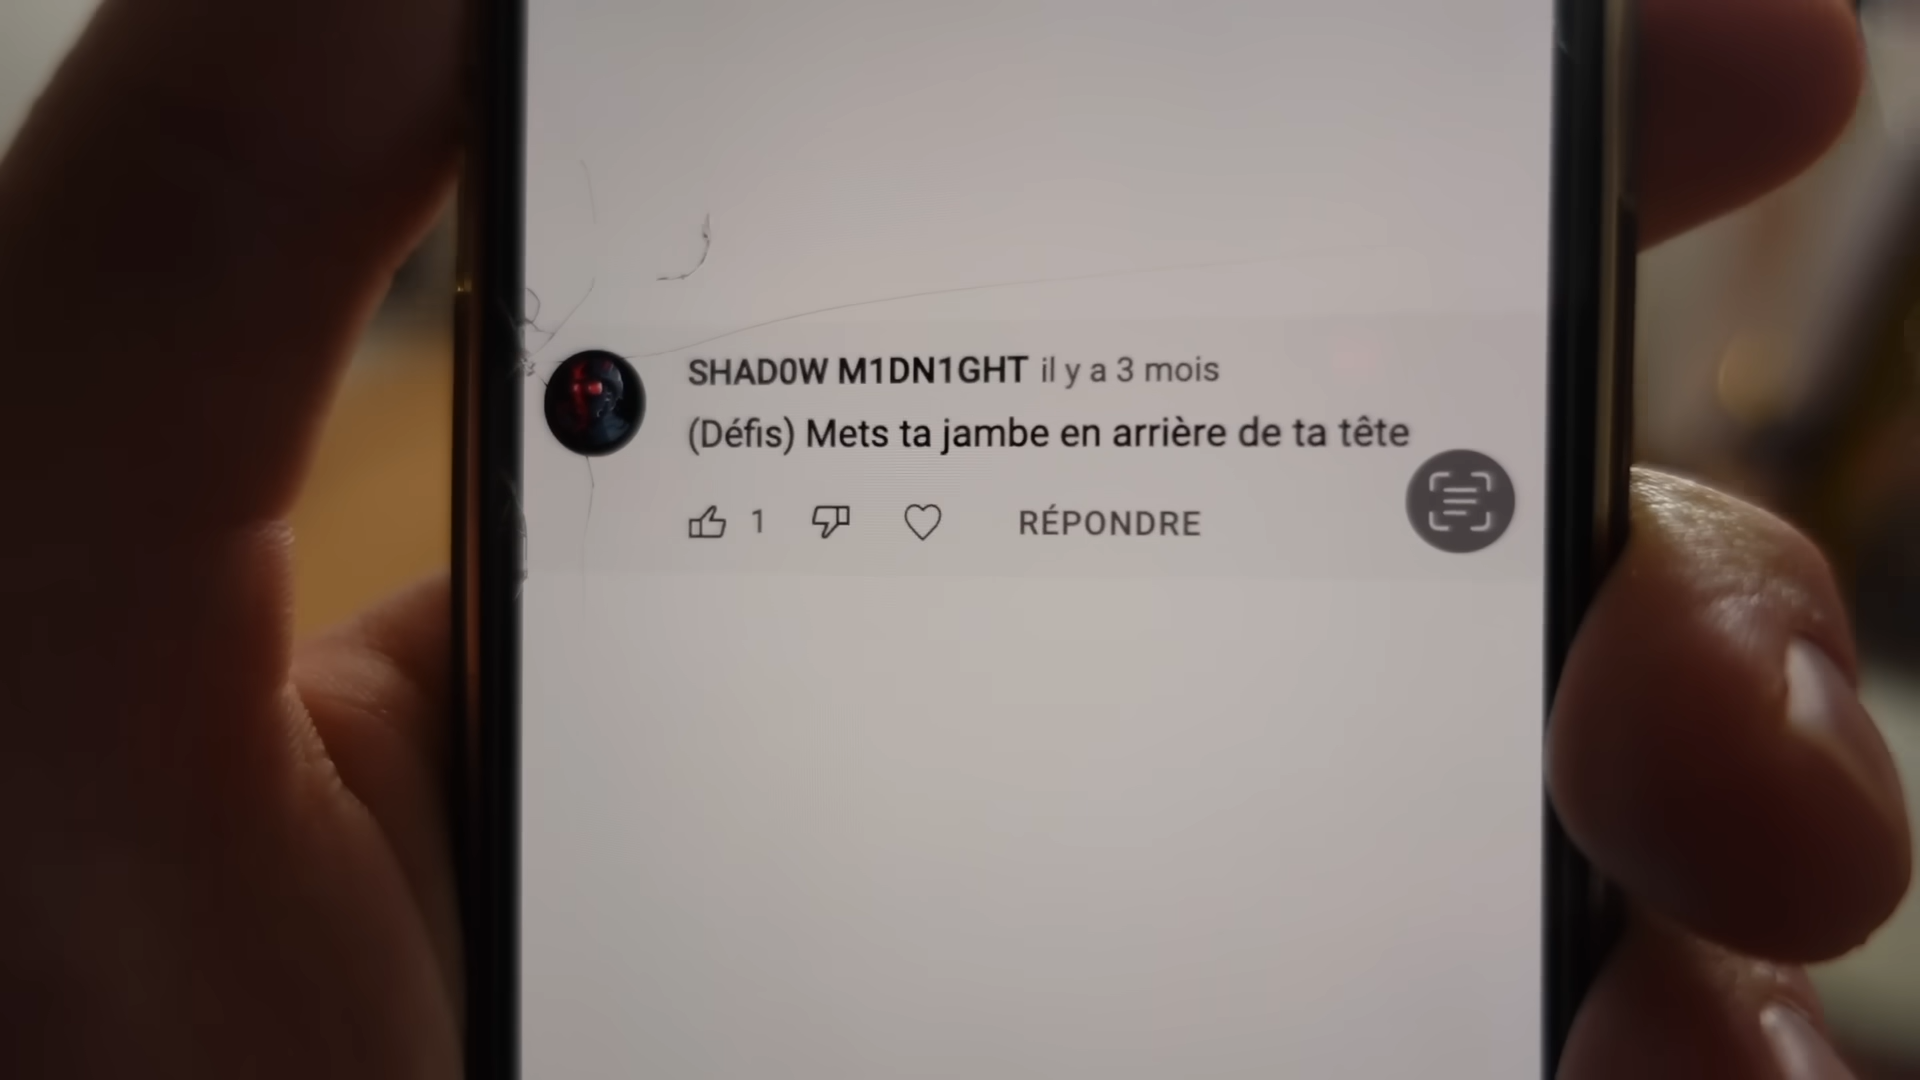 SHAD0W M1DN1GHT il y a 3 mois
(Défis) Mets ta jambe en arrière de ta tête
1 RÉPONDRE